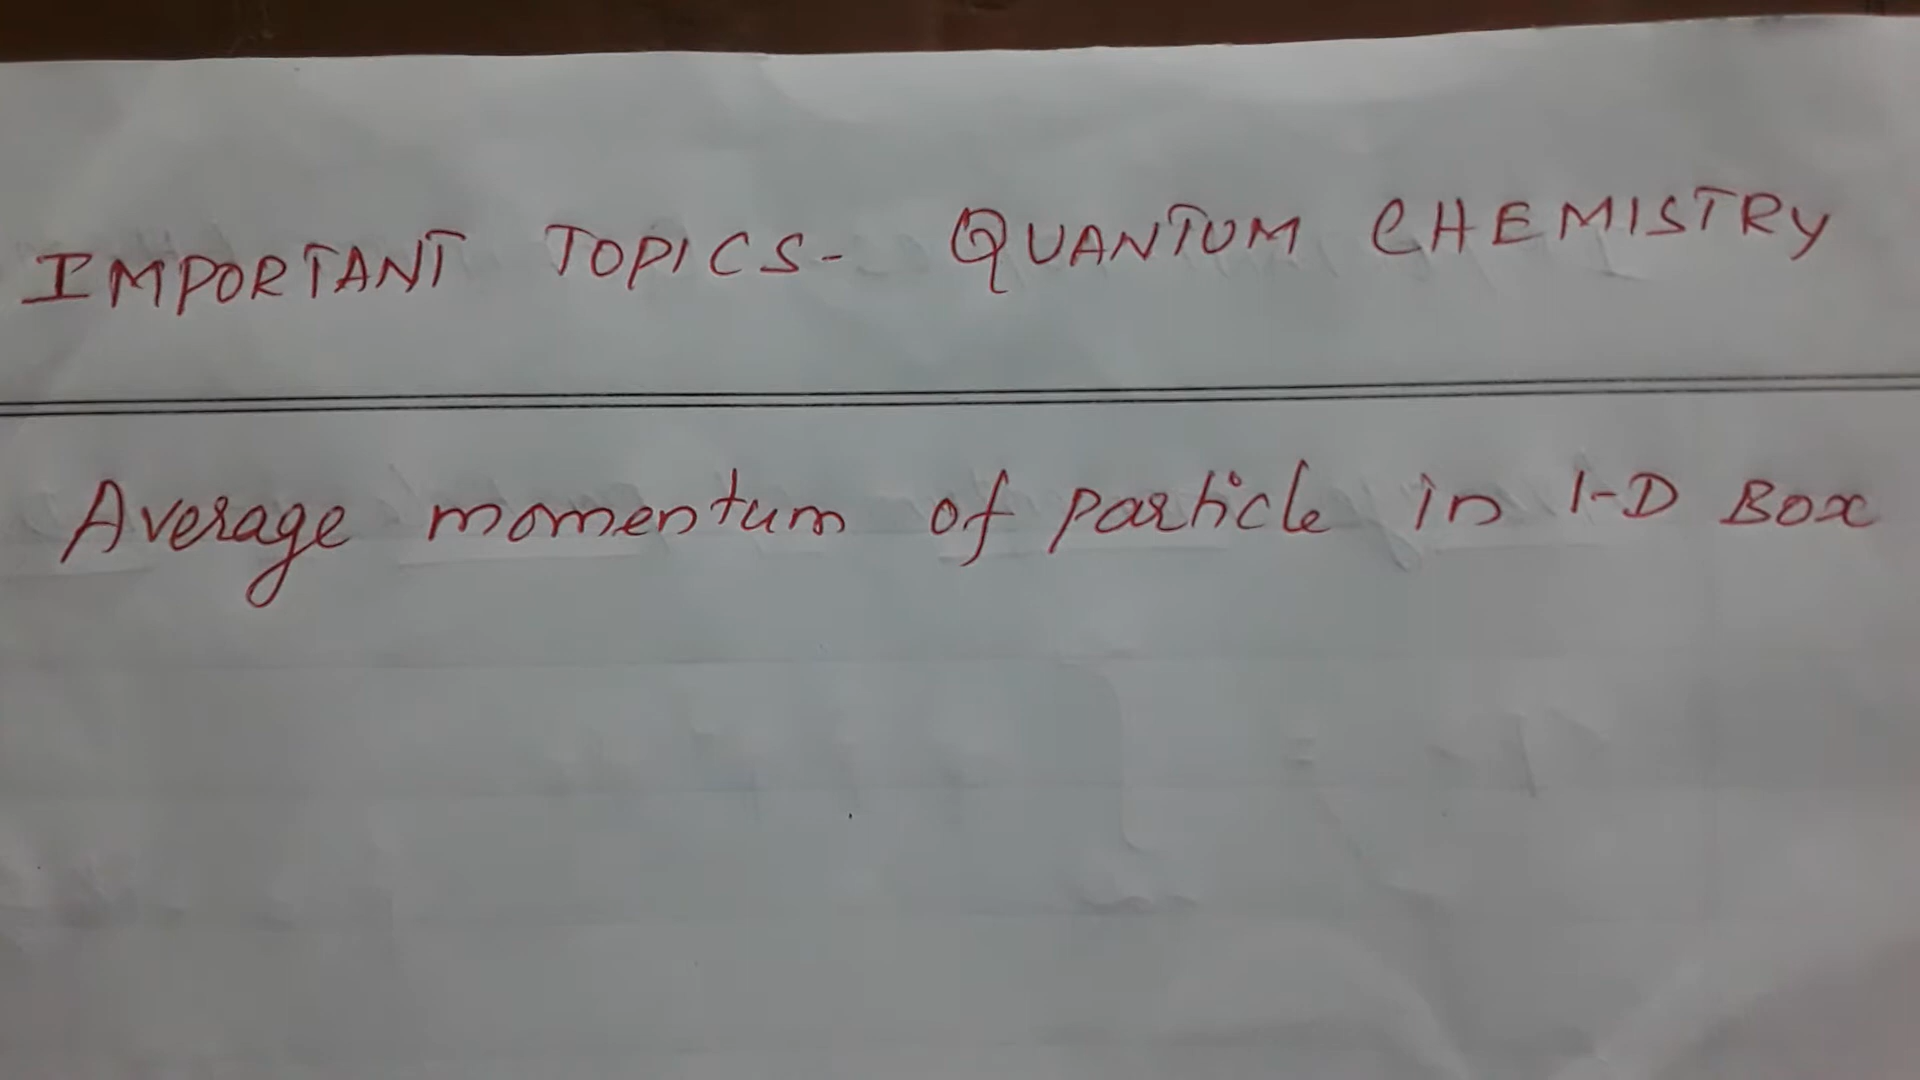 IMPORTANT TOPICS- QUANTUM CHEMISTRY
Average momentum of particle in 1-D Box